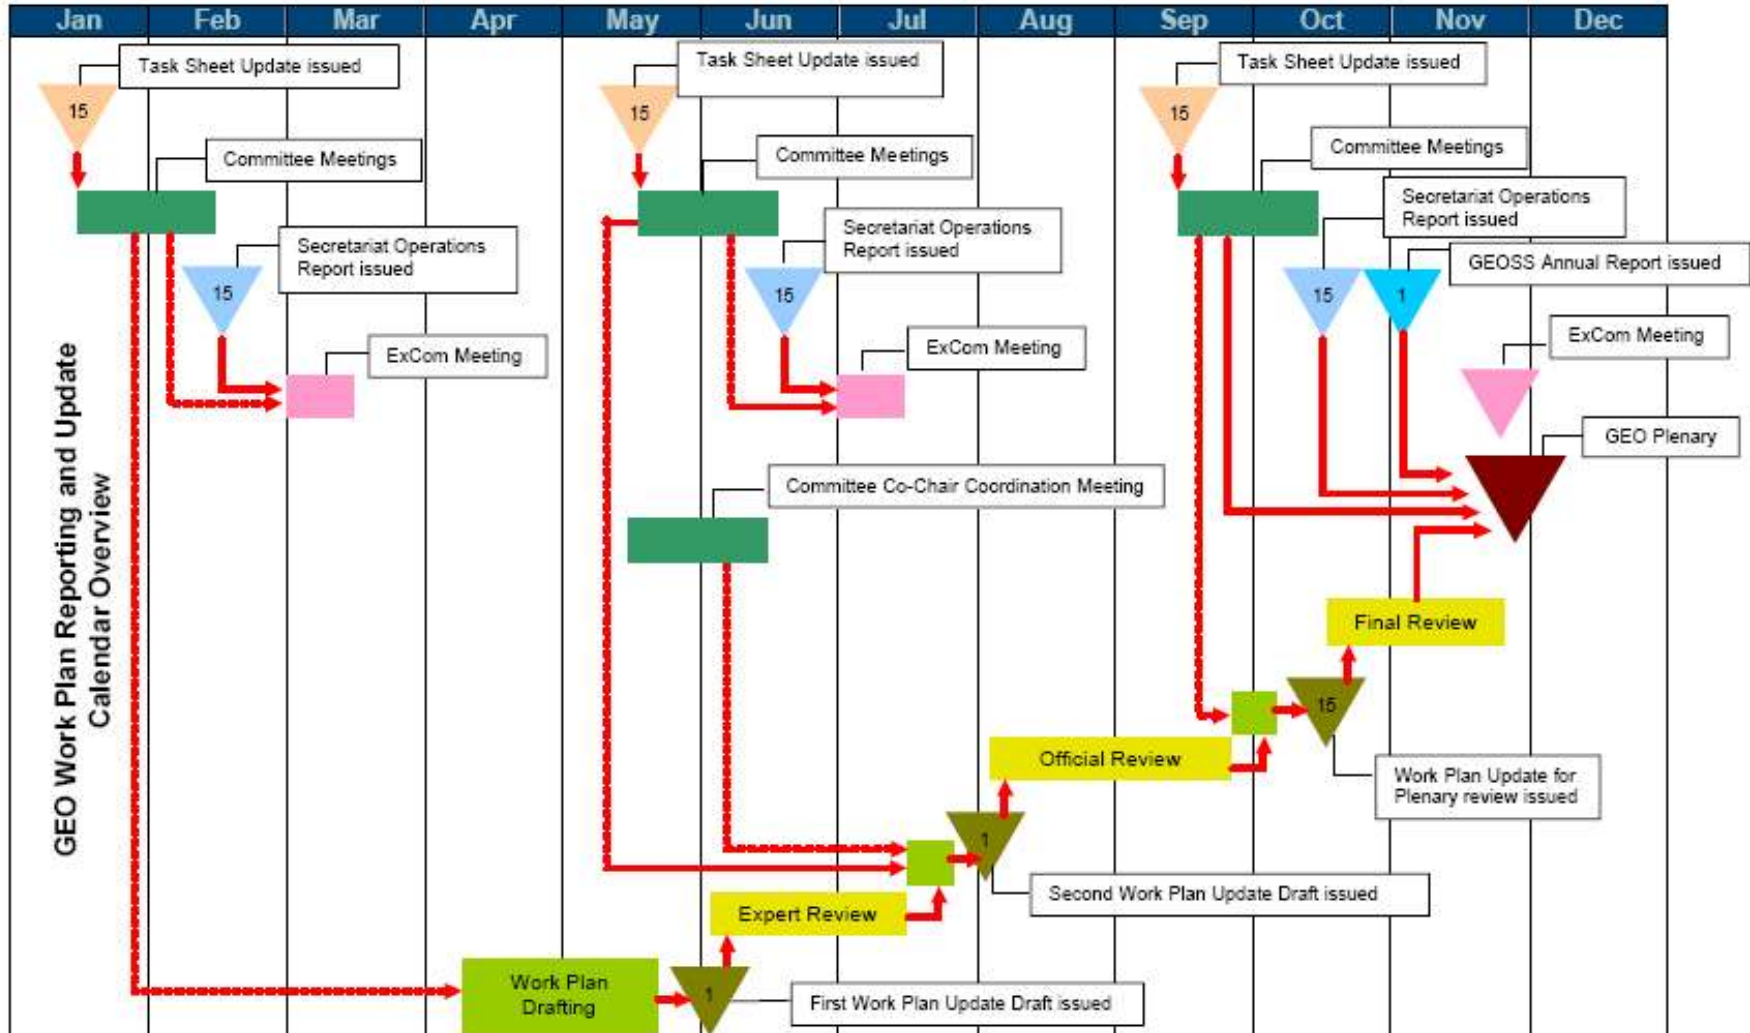 Jan Feb Mar Apr May Jun Jul Aug Sep Oct Nov Dec
Task Sheet Update issued
Task Sheet Update issued
Task Sheet Update issued
15
15
15
Committee Meetings
Committee Meetings
Committee Meetings
Secretariat Operations
Report issued
Secretariat Operations
Report issued
Secretariat Operations
Report issued
GEOSS Annual Report issued
15
15
15
1
ExCom Meeting
ExCom Meeting
ExCom Meeting
GEO Plenary
GEO Work Plan Reporting and Update
Calendar Overview
Committee Co-Chair Coordination Meeting
Final Review
15
Official Review
Work Plan Update for
Plenary review issued
1
Second Work Plan Update Draft issued
Expert Review
Work Plan
Drafting
1
First Work Plan Update Draft issued